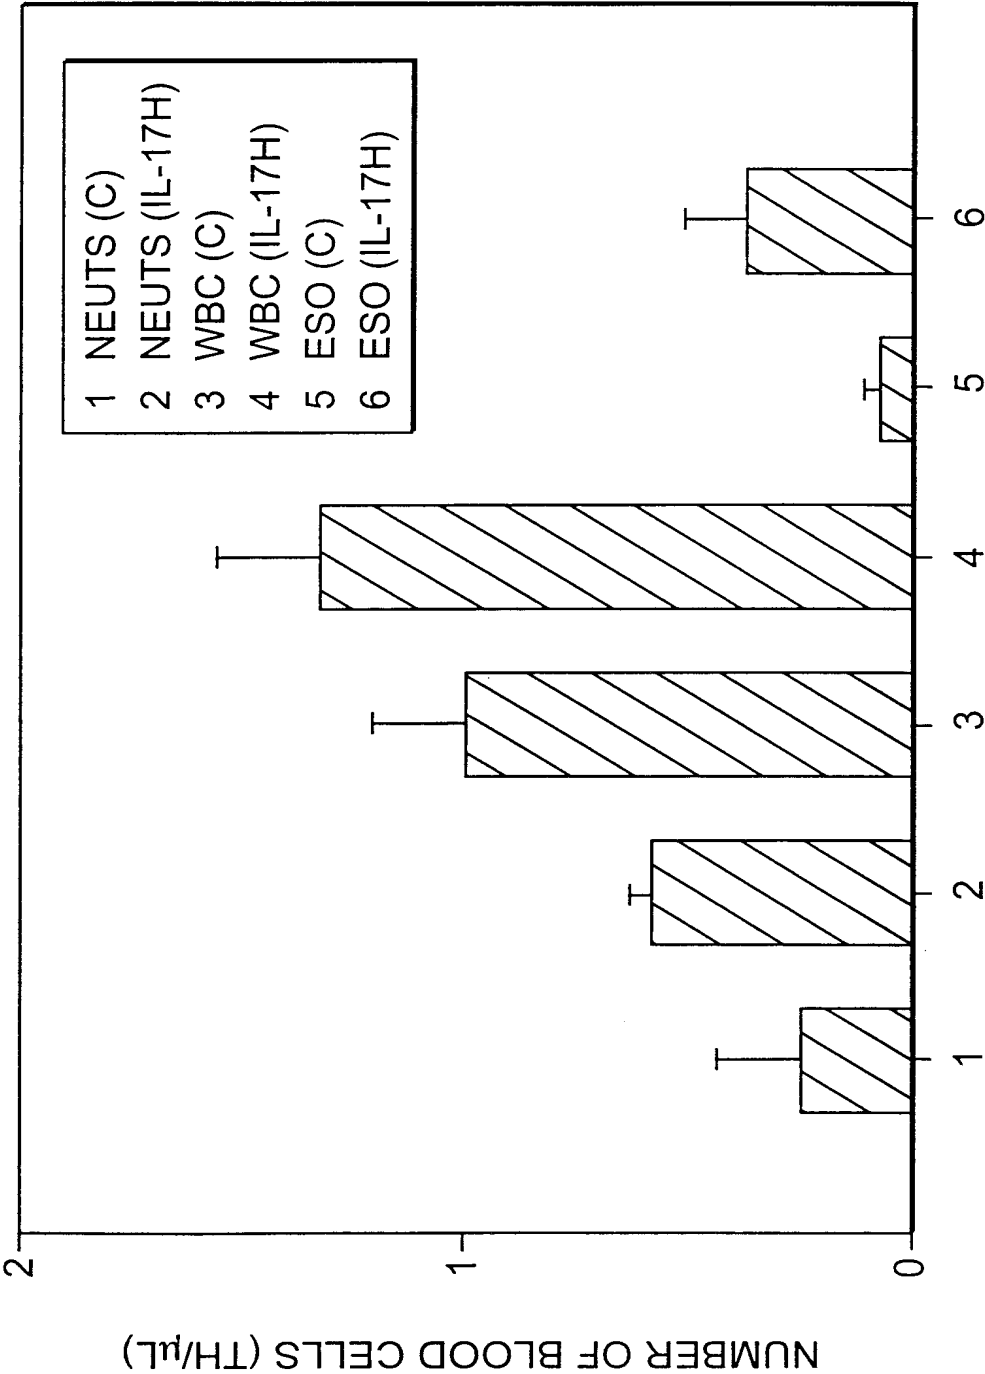 NUMBER OF BLOOD CELLS (TH/μL)
2
1
0
1 NEUTS (C)
2 NEUTS (IL-17H)
3 WBC (C)
4 WBC (IL-17H)
5 ESO (C)
6 ESO (IL-17H)
1 2 3 4 5 6